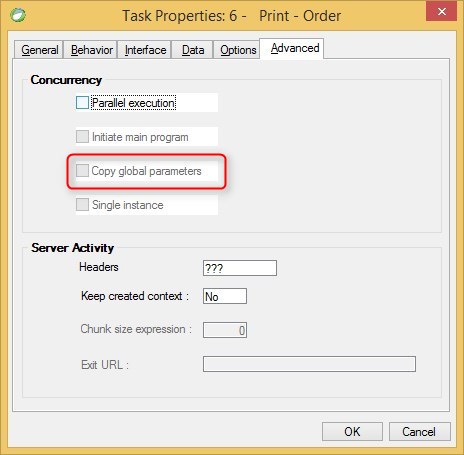 Task Properties: 6 -   Print - Order
General Behavior Interface Data Options Advanced
Concurrency
Parallel execution
Initiate main program
Copy global parameters
Single instance
Server Activity
Headers ???
Keep created context : No
Chunk size expression : 0
Exit URL :
OK Cancel